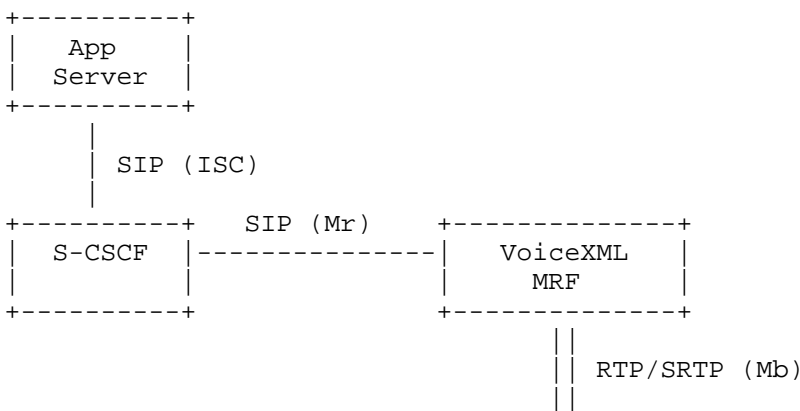 App
Server
SIP (ISC)
SIP (Mr)
S-CSCF
VoiceXML
MRF
RTP/SRTP (Mb)